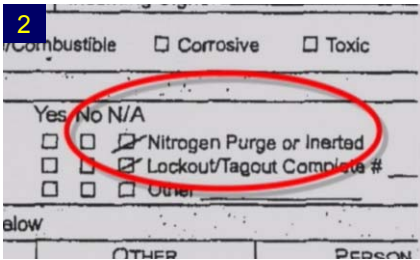 2
/Combustible ☐ Corrosive ☐ Toxic
Yes No N/A
☐ ☐ ☑ Nitrogen Purge or Inerted
☐ ☐ ☑ Lockout/Tagout Complete #
☐ ☐ ☐ Other
elow
OTHER PERSON